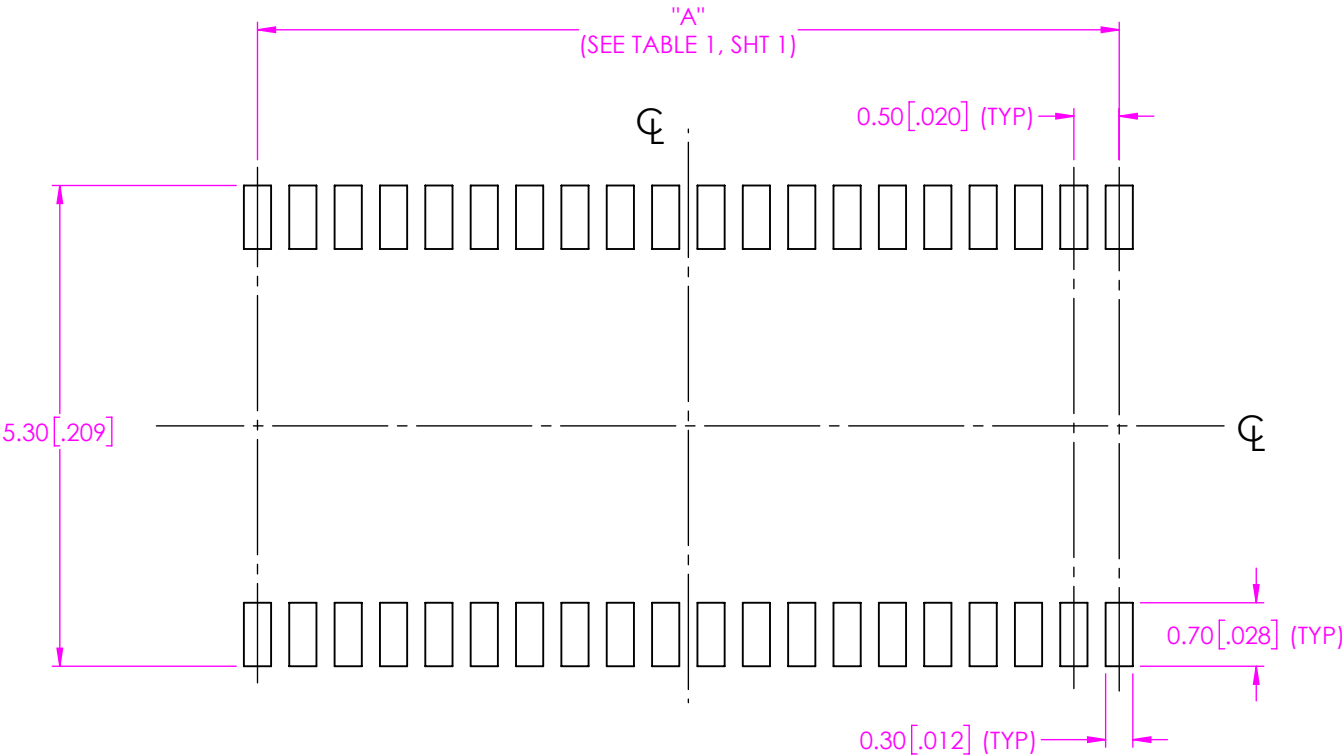 "A"
(SEE TABLE 1, SHT 1)
0.50[.020] (TYP)
℄
5.30[.209]
℄
0.70[.028] (TYP)
0.30[.012] (TYP)